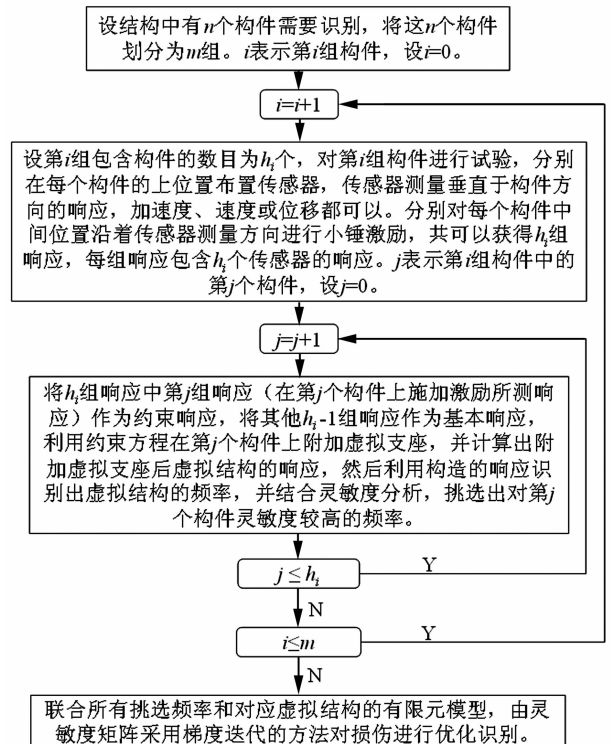 设结构中有n个构件需要识别，将这n个构件
划分为m组。i表示第i组构件，设i=0。
i=i+1
设第i组包含构件的数目为hi个，对第i组构件进行试验，分别
在每个构件的上位置布置传感器，传感器测量垂直于构件方
向的响应，加速度、速度或位移都可以。分别对每个构件中
间位置沿着传感器测量方向进行小锤激励，共可以获得hi组
响应，每组响应包含hi个传感器的响应。j表示第i组构件中的
第j个构件，设j=0。
j=j+1
将hi组响应中第j组响应（在第j个构件上施加激励所测响
应）作为约束响应，将其他hi-1组响应作为基本响应，
利用约束方程在第j个构件上附加虚拟支座，并计算出附
加虚拟支座后虚拟结构的响应，然后利用构造的响应识
别出虚拟结构的频率，并结合灵敏度分析，挑选出对第j
个构件灵敏度较高的频率。
j ≤ hi
Y
N
i≤m
Y
N
联合所有挑选频率和对应虚拟结构的有限元模型，由灵
敏度矩阵采用梯度迭代的方法对损伤进行优化识别。